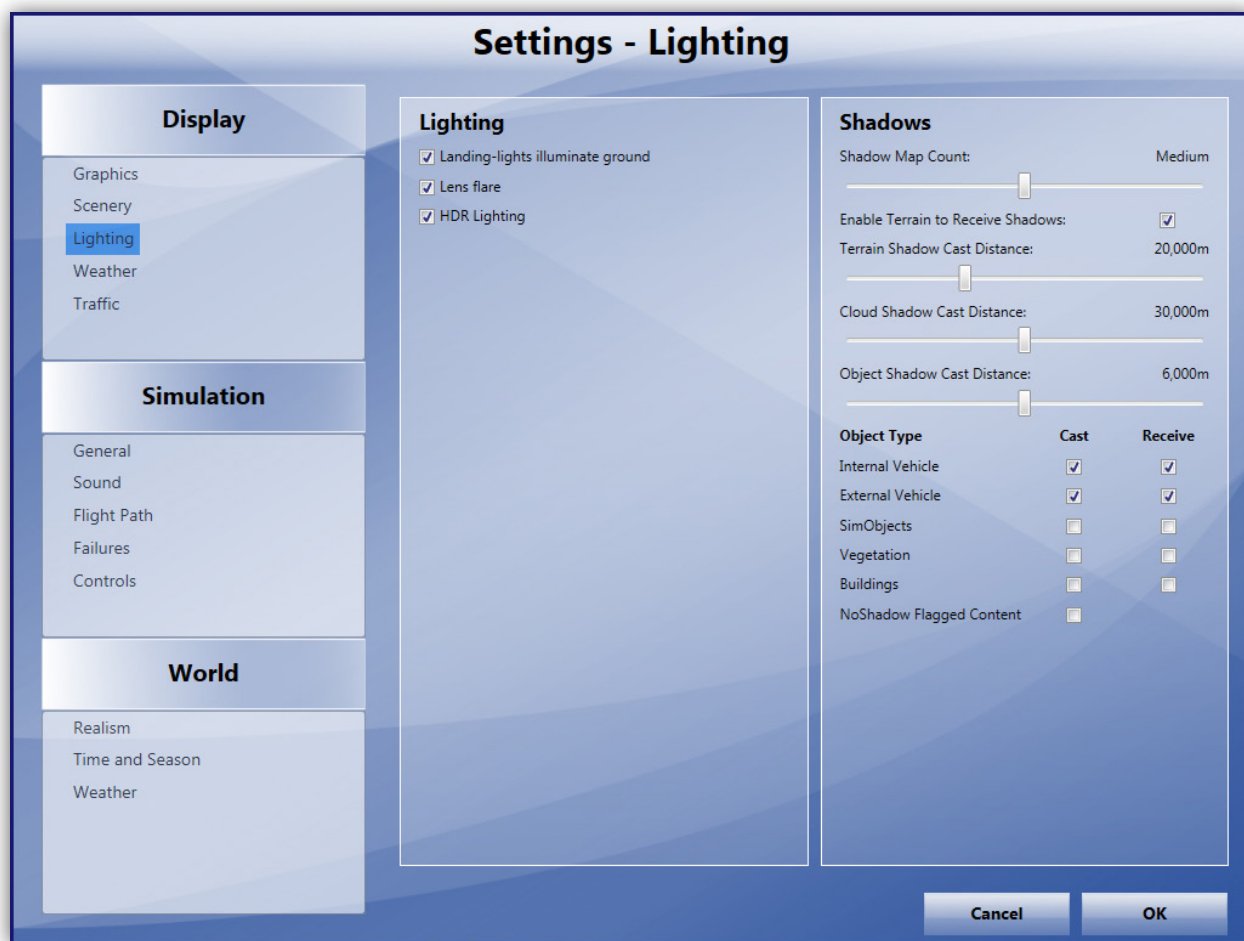 Settings - Lighting
Display
Graphics
Scenery
Lighting
Weather
Traffic
Simulation
General
Sound
Flight Path
Failures
Controls
World
Realism
Time and Season
Weather
Lighting
Landing-lights illuminate ground
Lens flare
HDR Lighting
Shadows
Shadow Map Count: Medium
Enable Terrain to Receive Shadows:
Terrain Shadow Cast Distance: 20,000m
Cloud Shadow Cast Distance: 30,000m
Object Shadow Cast Distance: 6,000m
Object Type Cast Receive
Internal Vehicle
External Vehicle
SimObjects
Vegetation
Buildings
NoShadow Flagged Content
Cancel OK